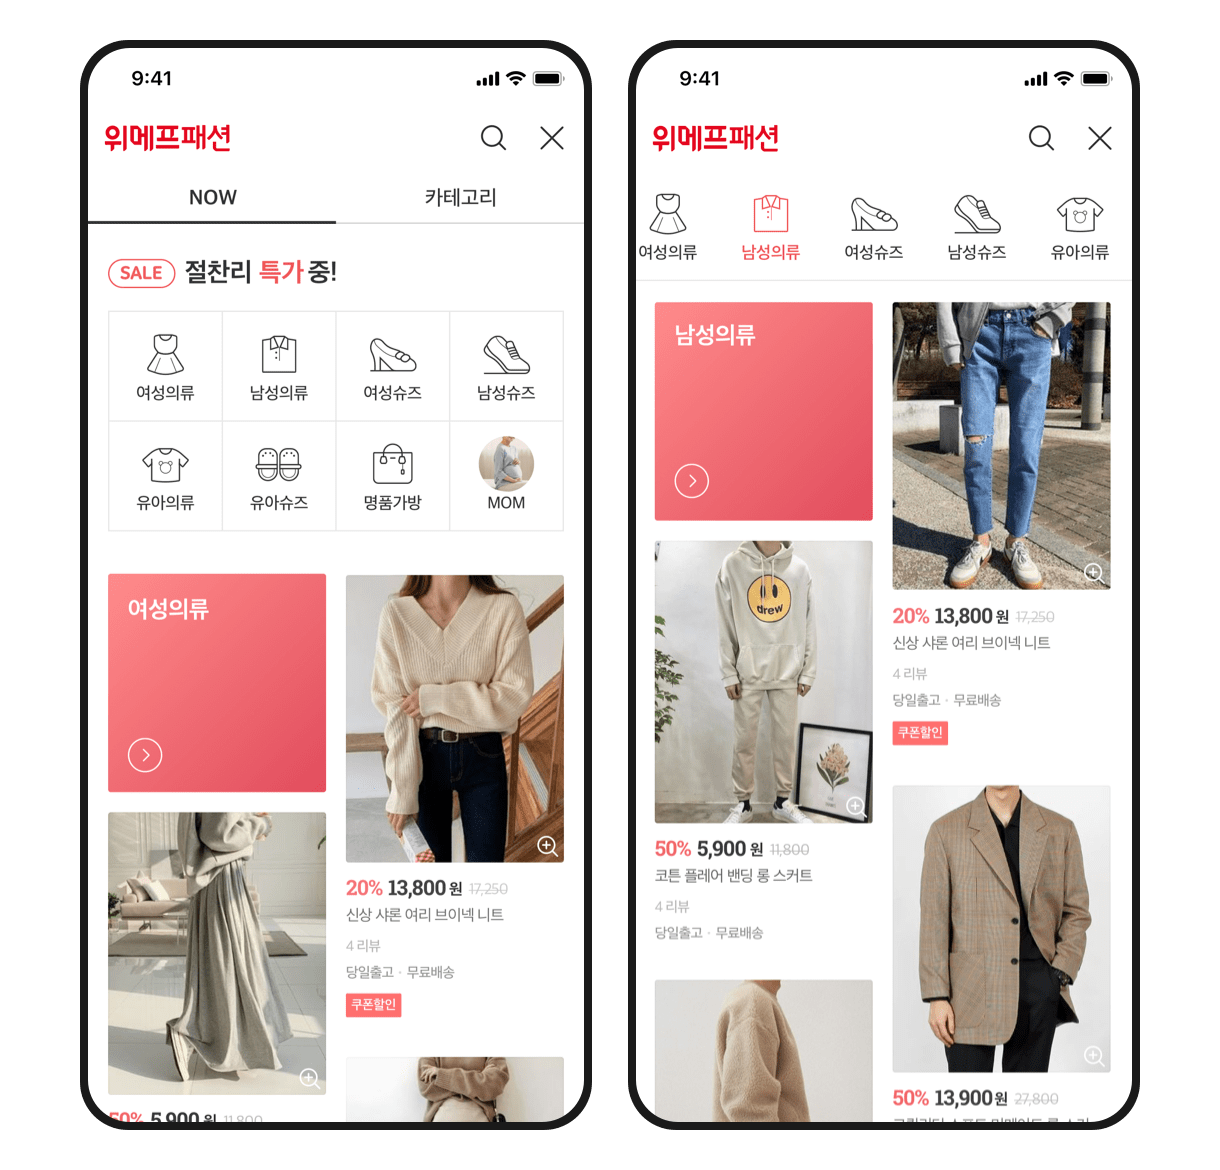 9:41
위메프패션
NOW
카테고리
SALE 절찬리 특가 중!
여성의류
남성의류
여성슈즈
남성슈즈
유아의류
유아슈즈
명품가방
MOM
여성의류
20% 13,800 원 17,250
신상 샤론 여리 브이넥 니트
4 리뷰
당일출고 · 무료배송
쿠폰할인
50% 5,900 원 11,800
9:41
위메프패션
여성의류
남성의류
여성슈즈
남성슈즈
유아의류
남성의류
drew
20% 13,800 원 17,250
신상 샤론 여리 브이넥 니트
4 리뷰
당일출고 · 무료배송
쿠폰할인
50% 5,900 원 11,800
코튼 플레어 밴딩 롱 스커트
4 리뷰
당일출고 · 무료배송
50% 13,900 원 27,800